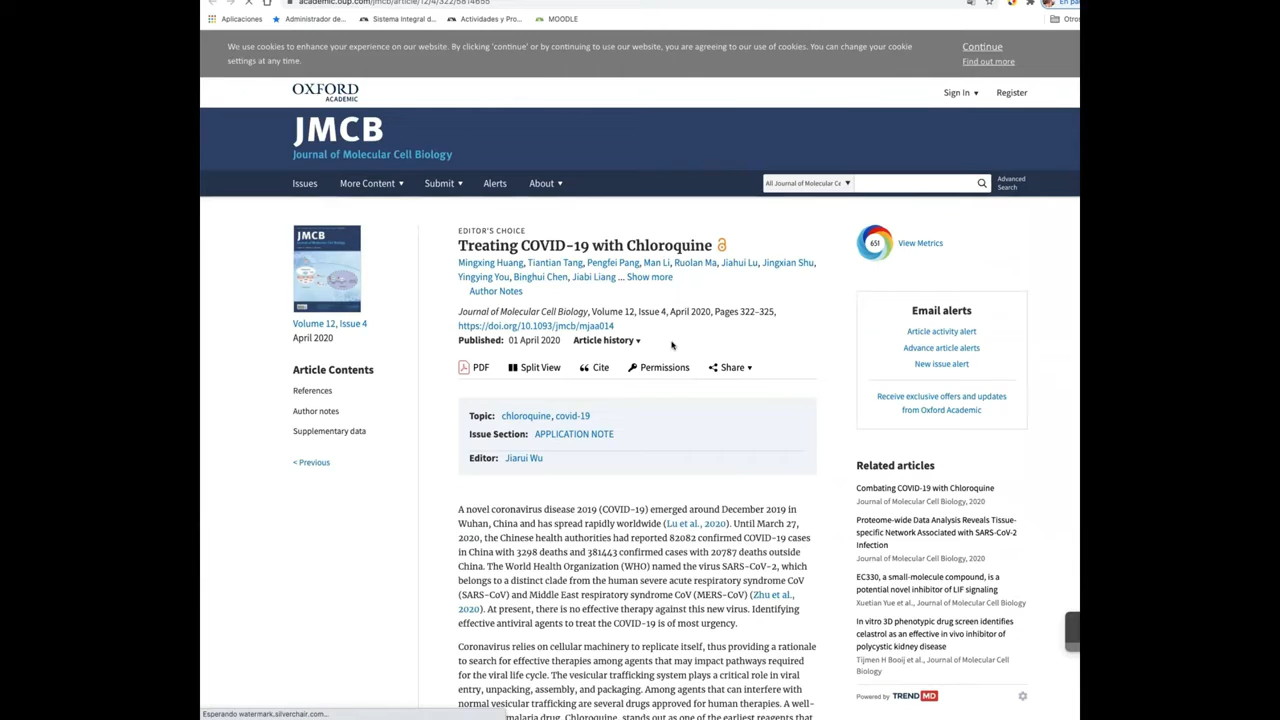 academic.oup.com/jmcb/article/12/4/322/5814655
Aplicaciones Administrador de... Sistema Integral d... Actividades y Pro... MOODLE Otros
We use cookies to enhance your experience on our website. By clicking 'continue' or by continuing to use our website, you are agreeing to our use of cookies. You can change your cookie
settings at any time.
Continue
Find out more
OXFORD
ACADEMIC
Sign In Register
JMCB
Journal of Molecular Cell Biology
Issues More Content Submit Alerts About
All Journal of Molecular Ce
Advanced
Search
JMCB
Volume 12, Issue 4
April 2020
Article Contents
References
Author notes
Supplementary data
< Previous
EDITOR'S CHOICE
Treating COVID-19 with Chloroquine
Mingxing Huang, Tiantian Tang, Pengfei Pang, Man Li, Ruolan Ma, Jiahui Lu, Jingxian Shu,
Yingying You, Binghui Chen, Jiabi Liang ... Show more
Author Notes
Journal of Molecular Cell Biology, Volume 12, Issue 4, April 2020, Pages 322–325,
https://doi.org/10.1093/jmcb/mjaa014
Published: 01 April 2020 Article history
PDF Split View Cite Permissions Share
Topic: chloroquine, covid-19
Issue Section: APPLICATION NOTE
Editor: Jiarui Wu
A novel coronavirus disease 2019 (COVID-19) emerged around December 2019 in
Wuhan, China and has spread rapidly worldwide (Lu et al., 2020). Until March 27,
2020, the Chinese health authorities had reported 82082 confirmed COVID-19 cases
in China with 3298 deaths and 381443 confirmed cases with 20787 deaths outside
China. The World Health Organization (WHO) named the virus SARS-CoV-2, which
belongs to a distinct clade from the human severe acute respiratory syndrome CoV
(SARS-CoV) and Middle East respiratory syndrome CoV (MERS-CoV) (Zhu et al.,
2020). At present, there is no effective therapy against this new virus. Identifying
effective antiviral agents to treat the COVID-19 is of most urgency.
Coronavirus relies on cellular machinery to replicate itself, thus providing a rationale
to search for effective therapies among agents that may impact pathways required
for the viral life cycle. The vesicular trafficking system plays a critical role in viral
entry, unpacking, assembly, and packaging. Among agents that can interfere with
normal vesicular trafficking are several drugs approved for human therapies. A well-
malaria drug, Chloroquine, stands out as one of the earliest reagents that
651 View Metrics
Email alerts
Article activity alert
Advance article alerts
New issue alert
Receive exclusive offers and updates
from Oxford Academic
Related articles
Combating COVID-19 with Chloroquine
Journal of Molecular Cell Biology, 2020
Proteome-wide Data Analysis Reveals Tissue-
specific Network Associated with SARS-CoV-2
Infection
Journal of Molecular Cell Biology, 2020
EC330, a small-molecule compound, is a
potential novel inhibitor of LIF signaling
Xuetian Yue et al., Journal of Molecular Cell Biology
In vitro 3D phenotypic drug screen identifies
celastrol as an effective in vivo inhibitor of
polycystic kidney disease
Tijmen H Booij et al., Journal of Molecular Cell
Biology
Powered by TREND MD
Esperando watermark.silverchair.com...